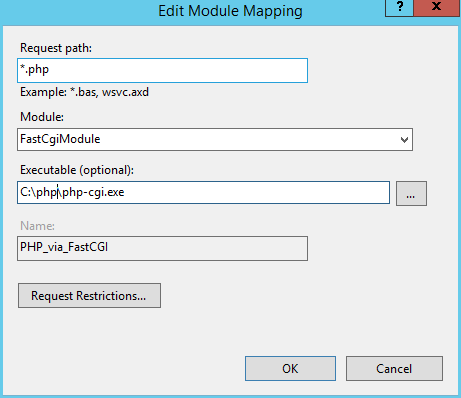 Edit Module Mapping
?
x
Request path:
*.php
Example: *.bas, wsvc.axd
Module:
FastCgiModule
Executable (optional):
C:\php\php-cgi.exe
...
Name:
PHP_via_FastCGI
Request Restrictions...
OK
Cancel